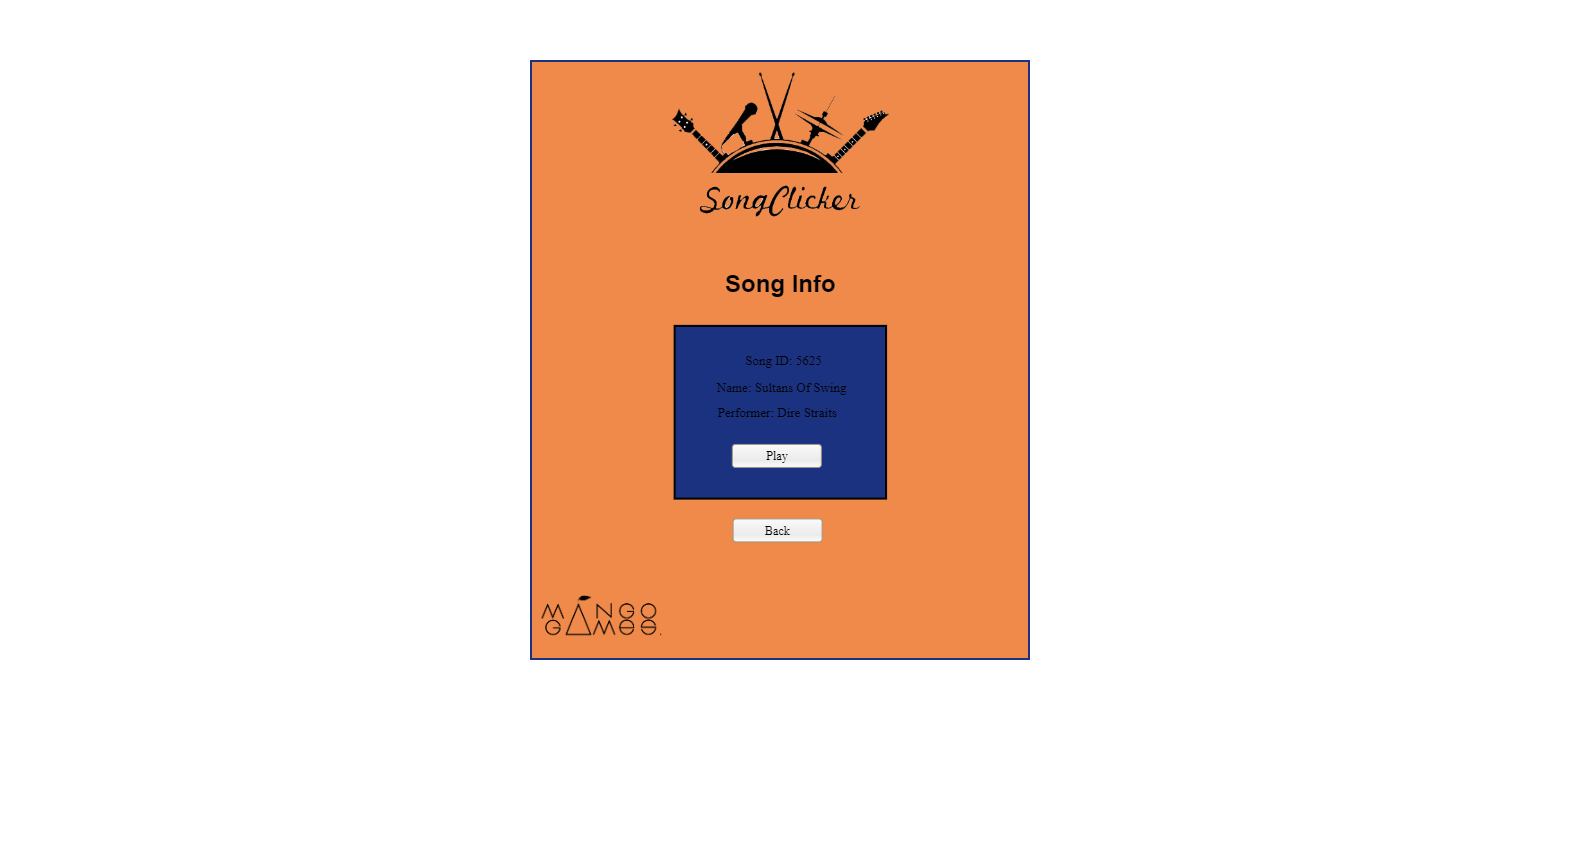 SongClicker
Song Info
Song ID: 5625
Name: Sultans Of Swing
Performer: Dire Straits
Play
Back
MANGO
GAMES.